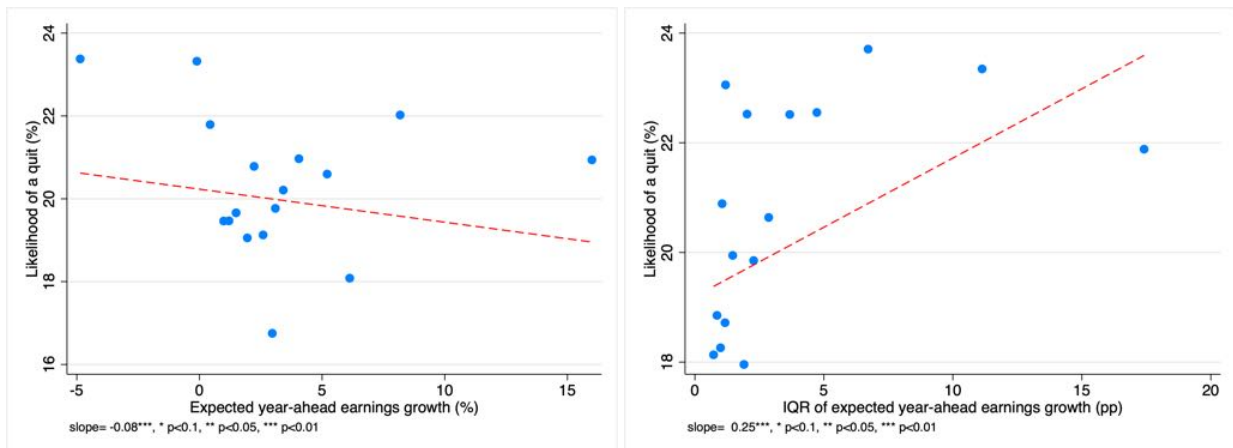 Likelihood of a quit (%)
24
22
20
18
16
-5 0 5 10 15
Expected year-ahead earnings growth (%)
slope= -0.08***, * p<0.1, ** p<0.05, *** p<0.01
Likelihood of a quit (%)
24
22
20
18
0 5 10 15 20
IQR of expected year-ahead earnings growth (pp)
slope= 0.25***, * p<0.1, ** p<0.05, *** p<0.01